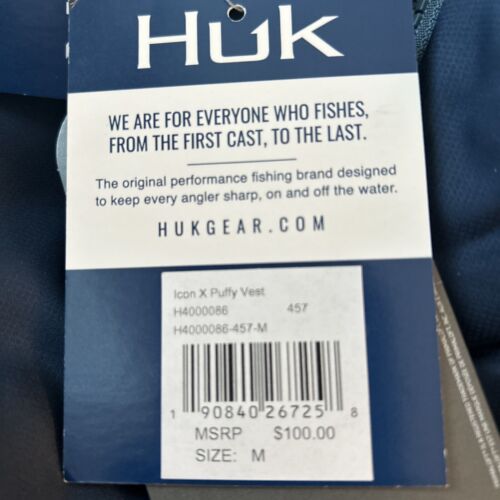 HUK
WE ARE FOR EVERYONE WHO FISHES,
FROM THE FIRST CAST, TO THE LAST.
The original performance fishing brand designed
to keep every angler sharp, on and off the water.
HUKGEAR.COM
Icon X Puffy Vest
H4000086 457
H4000086-457-M
1 90840 26725 8
MSRP $100.00
SIZE: M